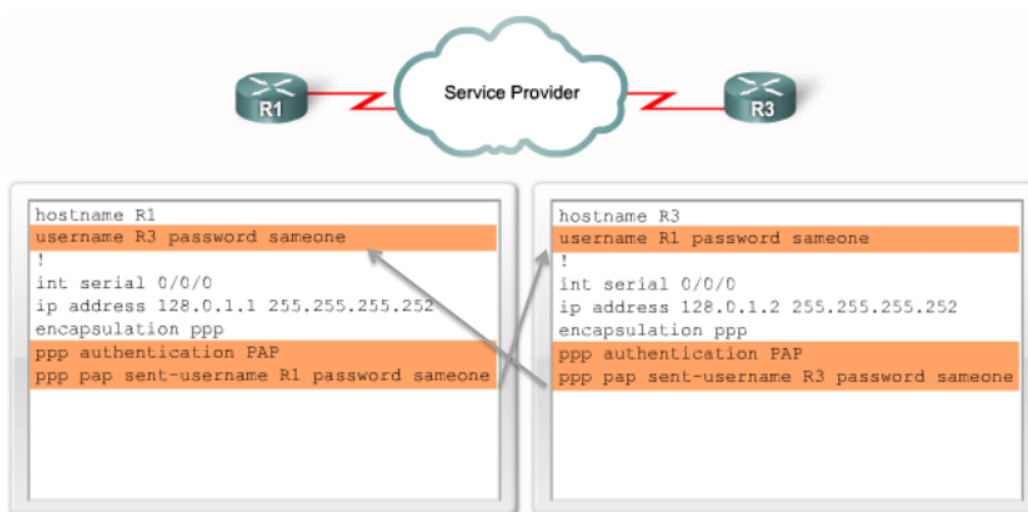 Service Provider
R1
R3
hostname R1
username R3 password sameone
!
int serial 0/0/0
ip address 128.0.1.1 255.255.255.252
encapsulation ppp
ppp authentication PAP
ppp pap sent-username R1 password sameone
hostname R3
username R1 password sameone
!
int serial 0/0/0
ip address 128.0.1.2 255.255.255.252
encapsulation ppp
ppp authentication PAP
ppp pap sent-username R3 password sameone